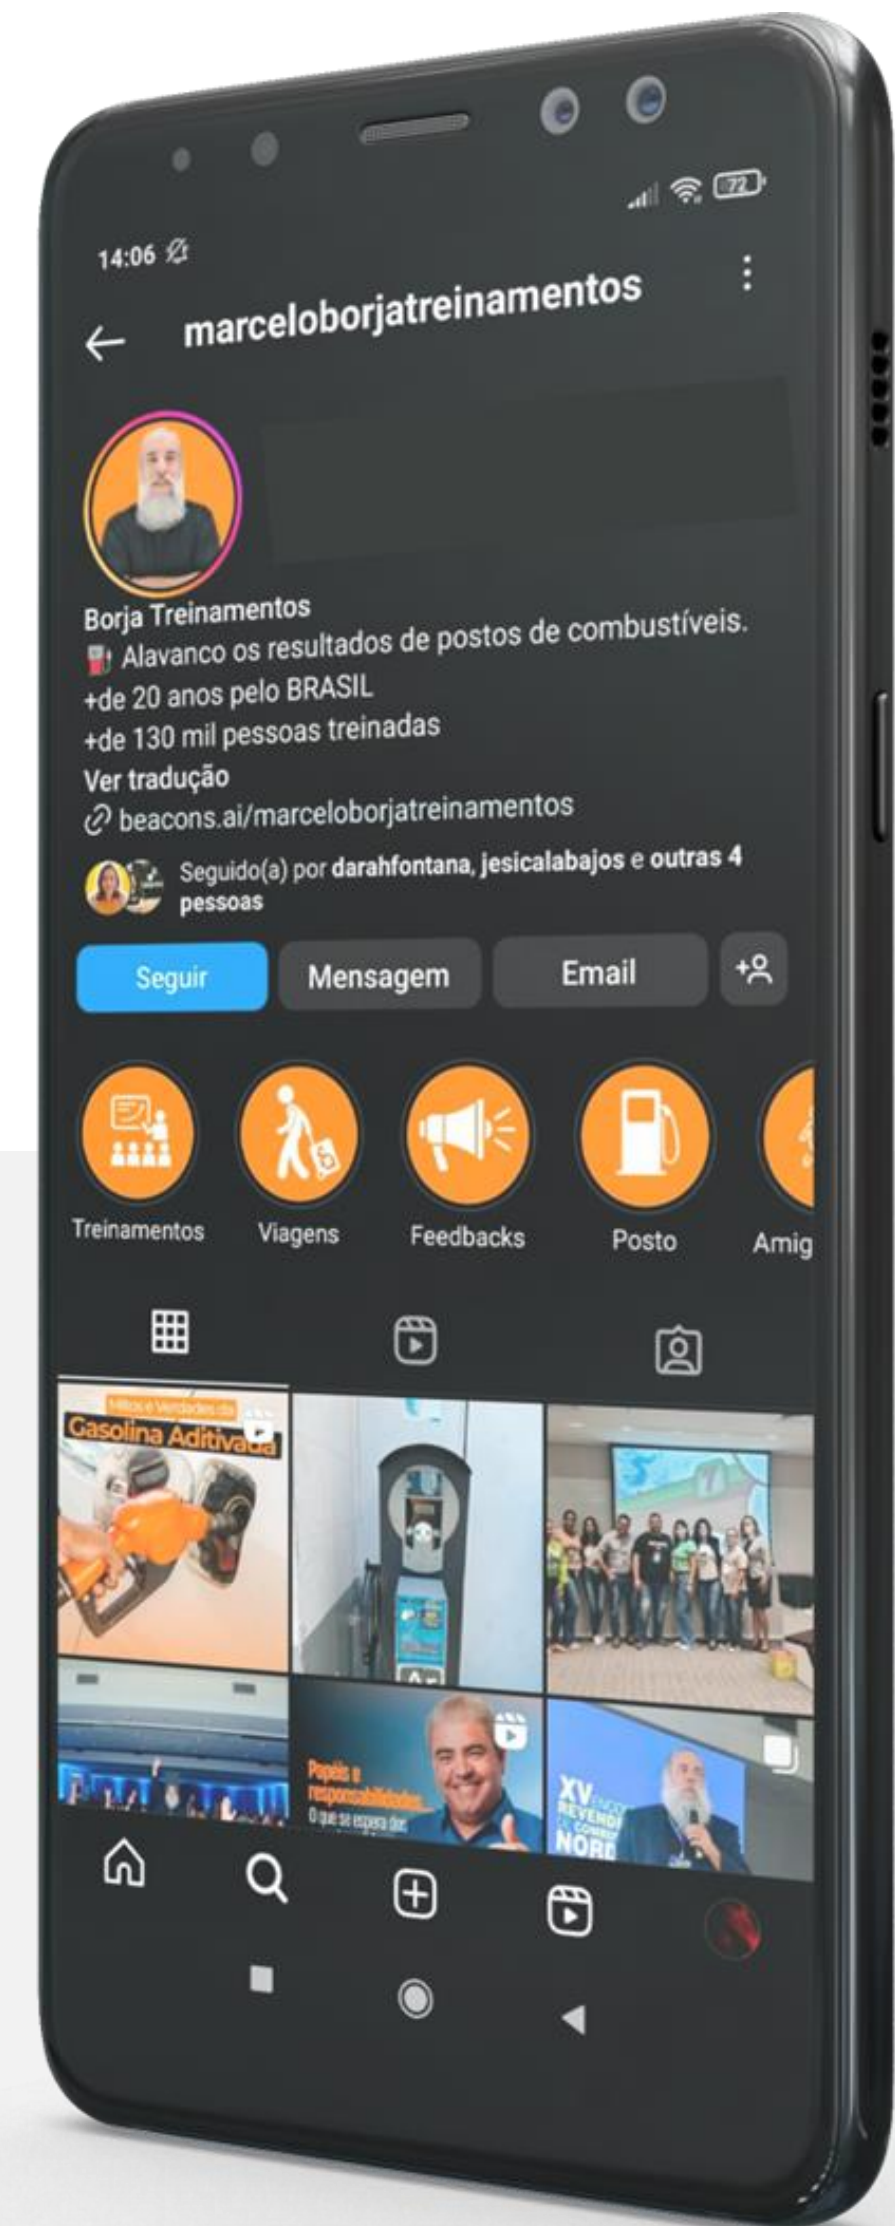 72
14:06
marceloborjatreinamentos
Borja Treinamentos
Alavanco os resultados de postos de combustíveis.
+de 20 anos pelo BRASIL
+de 130 mil pessoas treinadas
Ver tradução
beacons.ai/marceloborjatreinamentos
Seguido(a) por darahfontana, jesicalabajos e outras 4
pessoas
Seguir
Mensagem
Email
Treinamentos
Viagens
Feedbacks
Posto
Amig
Mitos e Verdades da
Gasolina Aditivada
Papéis e
responsabilidades...
O que se espera dos
XV
REVEND
NORD